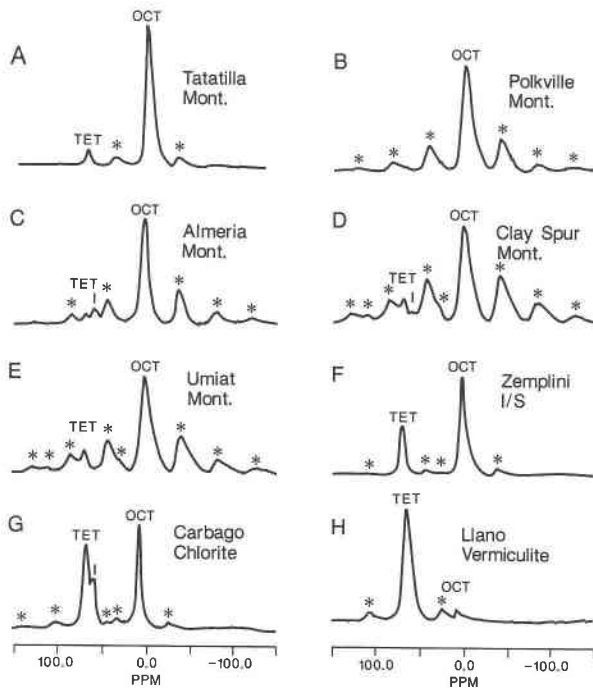 A
OCT
Tatatilla
Mont.
TET
*
*
B
OCT
Polkville
Mont.
*
*
*
*
*
*
C
OCT
Almeria
Mont.
TET
*
*
*
*
*
D
OCT
Clay Spur
Mont.
TET
*
*
*
*
*
*
*
*
E
OCT
Umiat
Mont.
TET
*
*
*
*
*
*
*
*
F
OCT
Zemplini
I/S
TET
*
*
*
*
G
OCT
Carbago
Chlorite
TET
*
*
*
*
*
H
TET
Llano
Vermiculite
OCT
*
*
100.0 0.0 -100.0
PPM
100.0 0.0 -100.0
PPM